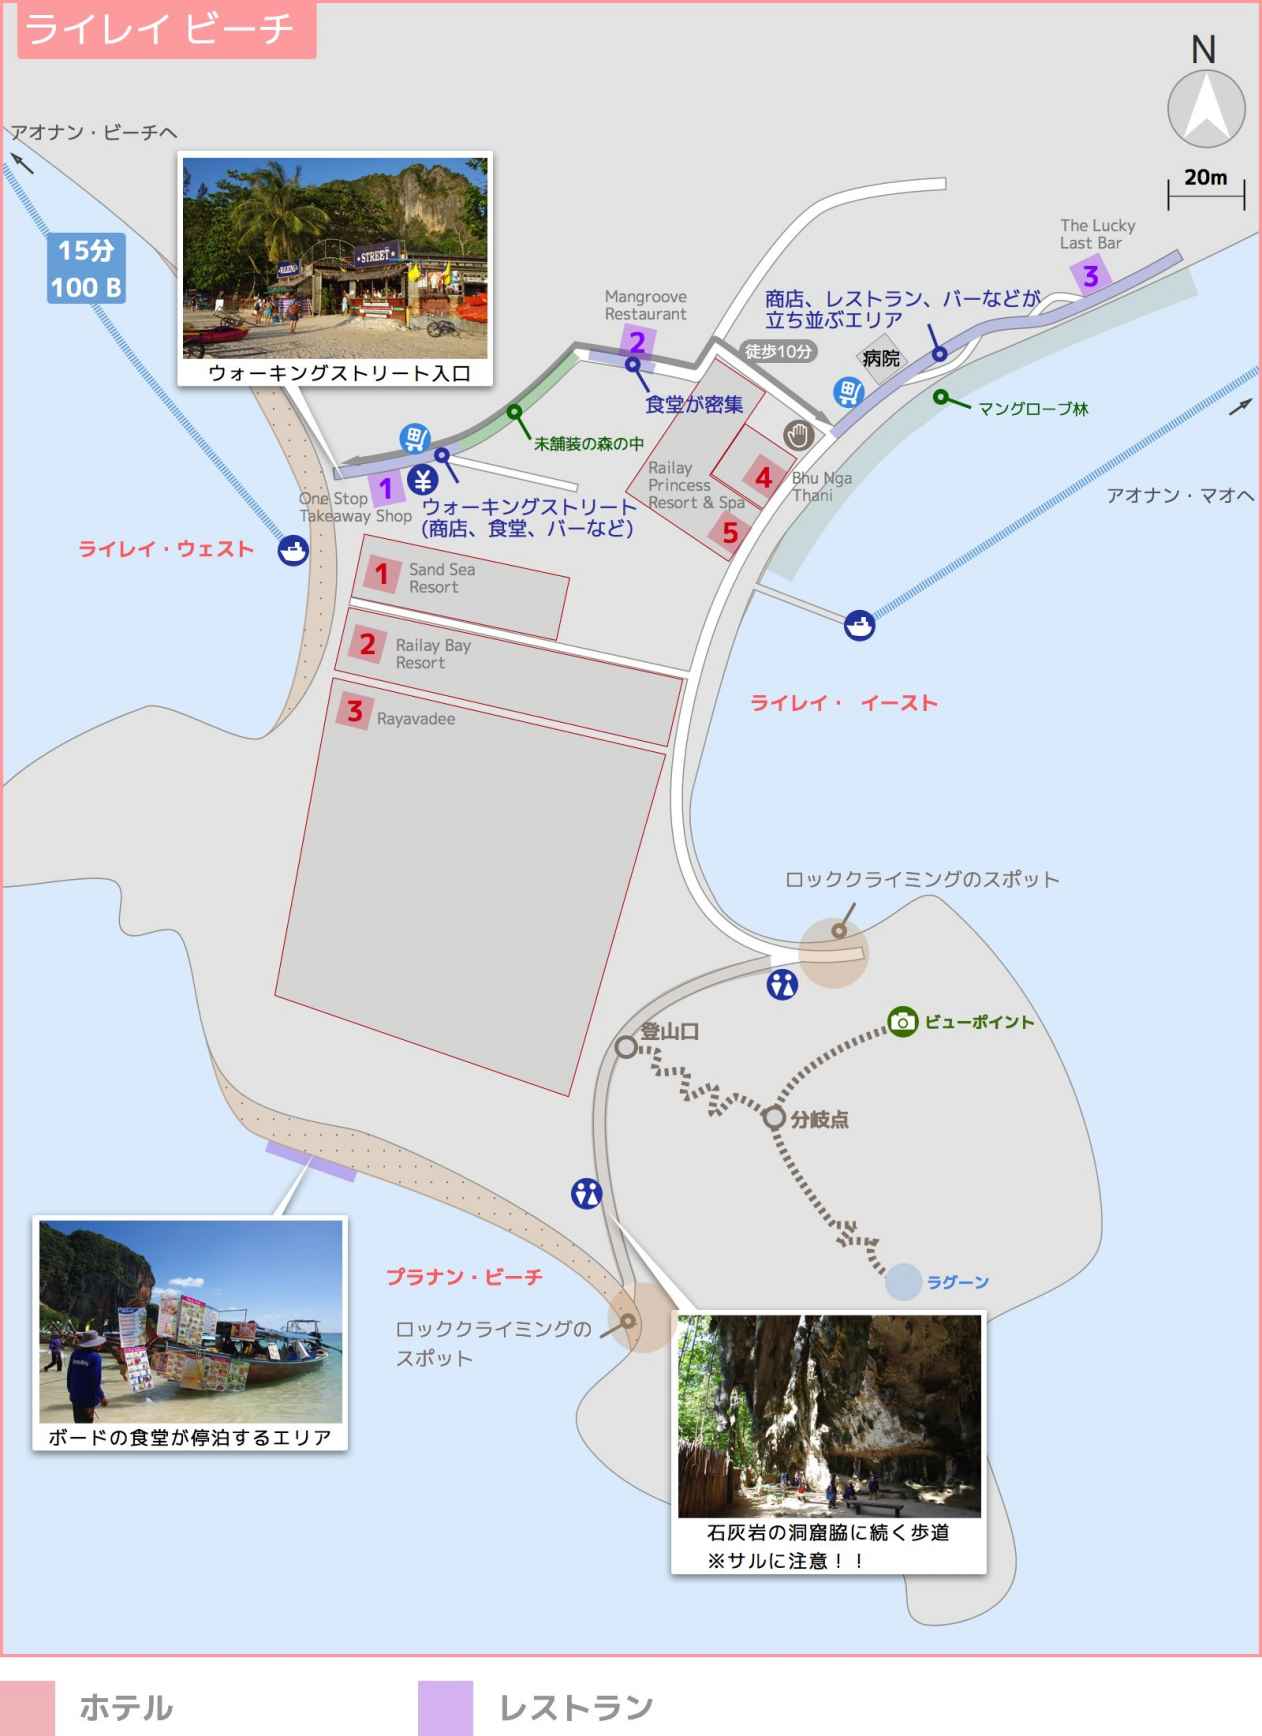 ライレイ ビーチ
N
20m
アオナン・ビーチへ
15分
100 B
RAILEI
STREET
ウォーキングストリート入口
The Lucky
Last Bar
3
商店、レストラン、バーなどが
立ち並ぶエリア
Mangroove
Restaurant
2
徒歩10分
病院
食堂が密集
マングローブ林
未舗装の森の中
One Stop
Takeaway Shop
1
¥
ウォーキングストリート
(商店、食堂、バーなど)
Railay
Princess
Resort & Spa
4
5
Bhu Nga
Thani
アオナン・マオへ
ライレイ・ウェスト
1
Sand Sea
Resort
2
Railay Bay
Resort
3
Rayavadee
ライレイ・ イースト
ロッククライミングのスポット
登山口
ビューポイント
分岐点
ラグーン
プラナン・ビーチ
ロッククライミングの
スポット
ボードの食堂が停泊するエリア
石灰岩の洞窟脇に続く歩道
※サルに注意！！
ホテル
レストラン